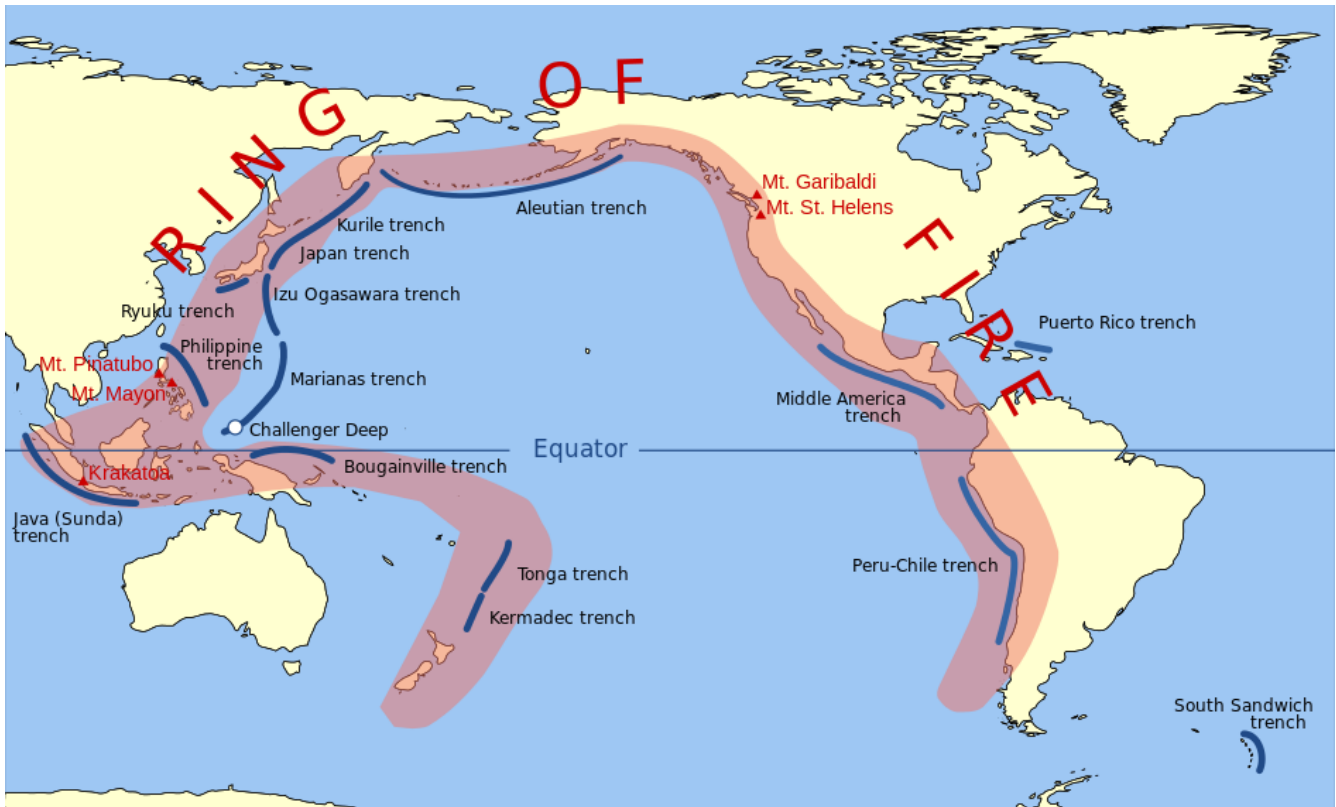 RING OF FIRE
Mt. Garibaldi
Mt. St. Helens
Aleutian trench
Kurile trench
Japan trench
Izu Ogasawara trench
Ryuku trench
Puerto Rico trench
Philippine
trench
Mt. Pinatubo
Mt. Mayon
Marianas trench
Middle America
trench
Challenger Deep
Equator
Bougainville trench
Krakatoa
Java (Sunda)
trench
Peru-Chile trench
Tonga trench
Kermadec trench
South Sandwich
trench